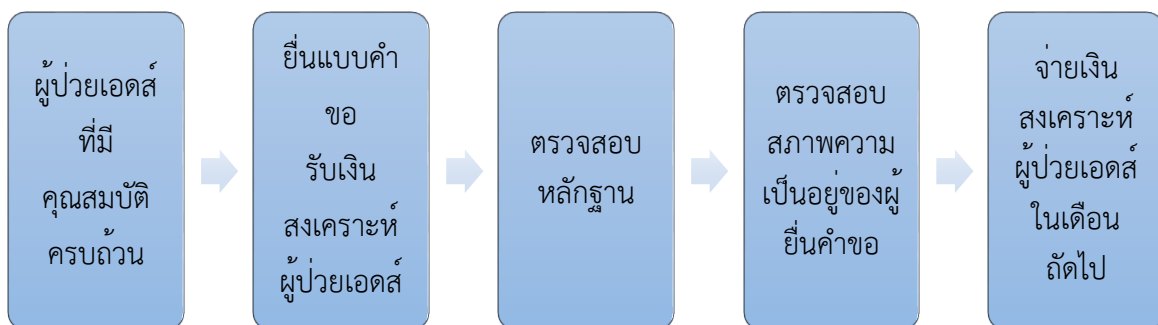 ผู้ป่วยเอดส์
ที่มี
คุณสมบัติ
ครบถ้วน
ยื่นแบบคำ
ขอ
รับเงิน
สงเคราะห์
ผู้ป่วยเอดส์
ตรวจสอบ
หลักฐาน
ตรวจสอบ
สภาพความ
เป็นอยู่ของผู้
ยื่นคำขอ
จ่ายเงิน
สงเคราะห์
ผู้ป่วยเอดส์
ในเดือน
ถัดไป